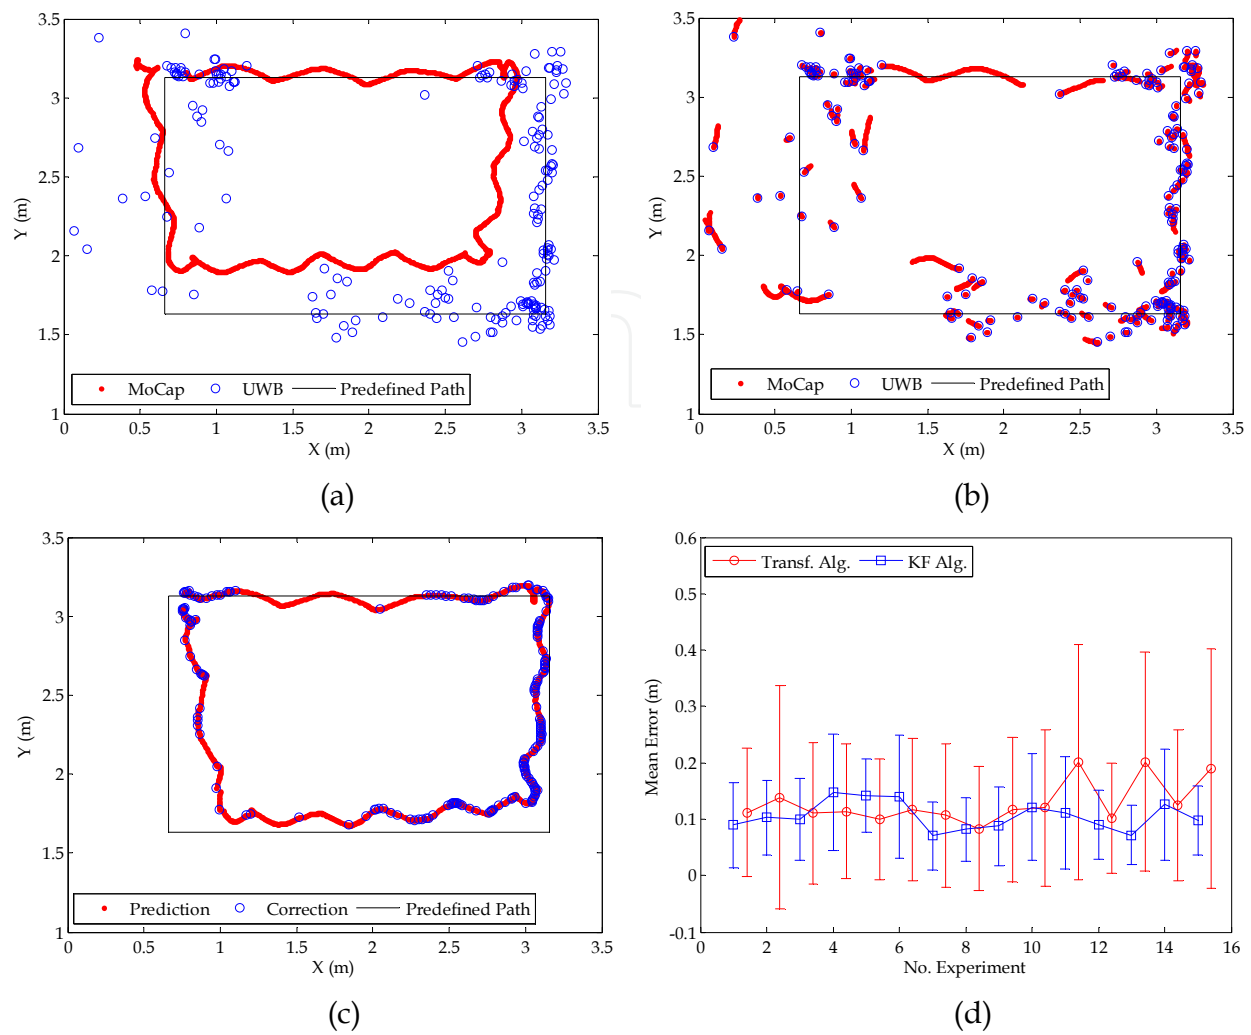 3.5
3
2.5
2
1.5
1
Y (m)
MoCap UWB Predefined Path
0 0.5 1 1.5 2 2.5 3 3.5
X (m)
(a)
3.5
3
2.5
2
1.5
1
Y (m)
MoCap UWB Predefined Path
0 0.5 1 1.5 2 2.5 3 3.5
X (m)
(b)
3.5
3
2.5
2
1.5
1
Y (m)
Prediction Correction Predefined Path
0 0.5 1 1.5 2 2.5 3 3.5
X (m)
(c)
0.6
0.5
0.4
0.3
0.2
0.1
0
-0.1
Mean Error (m)
Transf. Alg. KF Alg.
0 2 4 6 8 10 12 14 16
No. Experiment
(d)